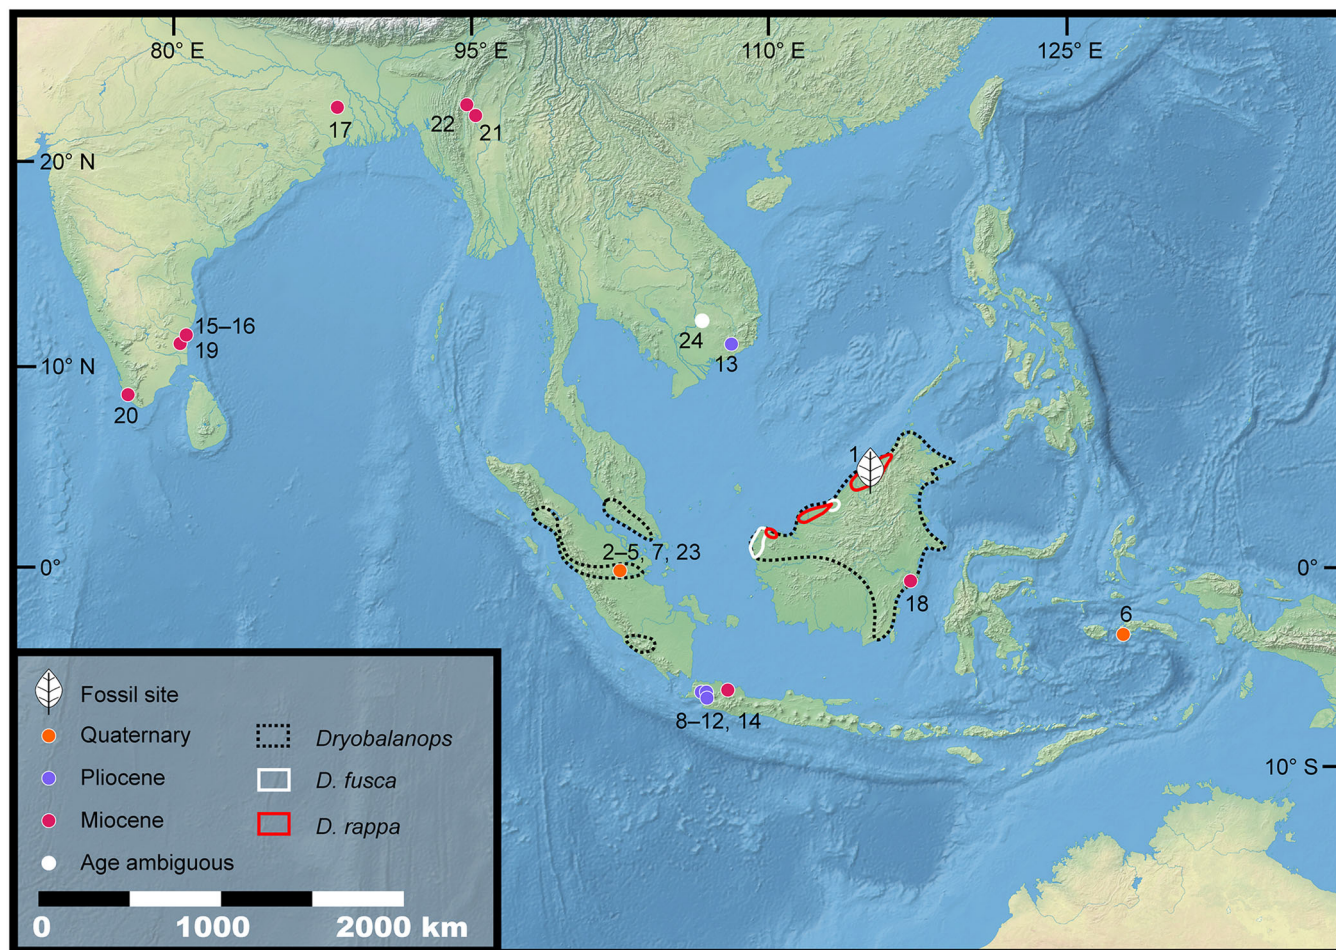 80° E
95° E
110° E
125° E
17
22
21
20° N
15–16
19
24
13
10° N
20
1
2–5, 7, 23
0°
0°
18
6
8–12, 14
10° S
Fossil site
Quaternary
Pliocene
Miocene
Age ambiguous
Dryobalanops
D. fusca
D. rappa
0
1000
2000 km